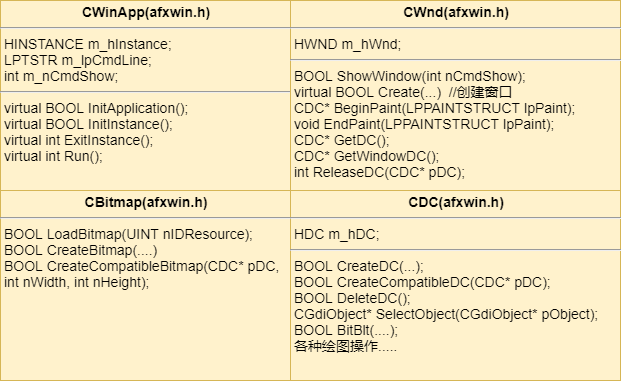 CWinApp(afxwin.h)
HINSTANCE m_hInstance;
LPTSTR m_lpCmdLine;
int m_nCmdShow;
virtual BOOL InitApplication();
virtual BOOL InitInstance();
virtual int ExitInstance();
virtual int Run();
CWnd(afxwin.h)
HWND m_hWnd;
BOOL ShowWindow(int nCmdShow);
virtual BOOL Create(...)  //创建窗口
CDC* BeginPaint(LPPAINTSTRUCT lpPaint);
void EndPaint(LPPAINTSTRUCT lpPaint);
CDC* GetDC();
CDC* GetWindowDC();
int ReleaseDC(CDC* pDC);
CBitmap(afxwin.h)
BOOL LoadBitmap(UINT nIDResource);
BOOL CreateBitmap(....)
BOOL CreateCompatibleBitmap(CDC* pDC,
int nWidth, int nHeight);
CDC(afxwin.h)
HDC m_hDC;
BOOL CreateDC(...);
BOOL CreateCompatibleDC(CDC* pDC);
BOOL DeleteDC();
CGdiObject* SelectObject(CGdiObject* pObject);
BOOL BitBlt(....);
各种绘图操作.....